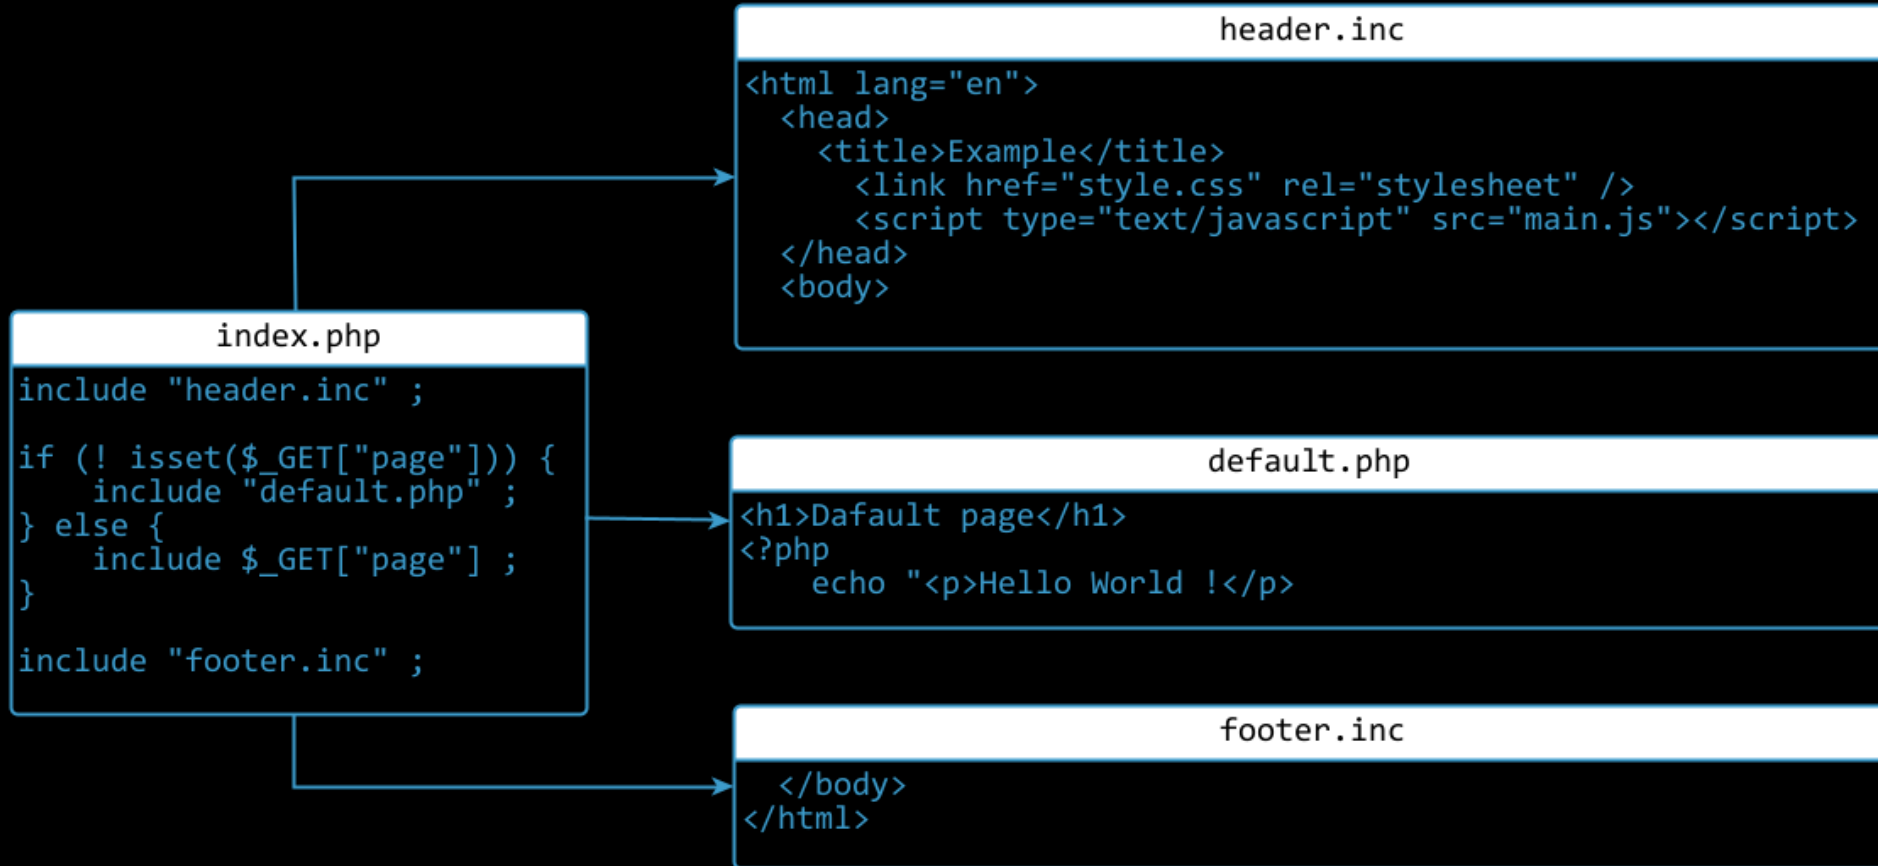 header.inc
<html lang="en">
<head>
<title>Example</title>
<link href="style.css" rel="stylesheet" />
<script type="text/javascript" src="main.js"></script>
</head>
<body>
index.php
include "header.inc" ;
if (! isset($_GET["page"])) {
include "default.php" ;
} else {
include $_GET["page"] ;
}
include "footer.inc" ;
default.php
<h1>Dafault page</h1>
<?php
echo "<p>Hello World !</p>
footer.inc
</body>
</html>